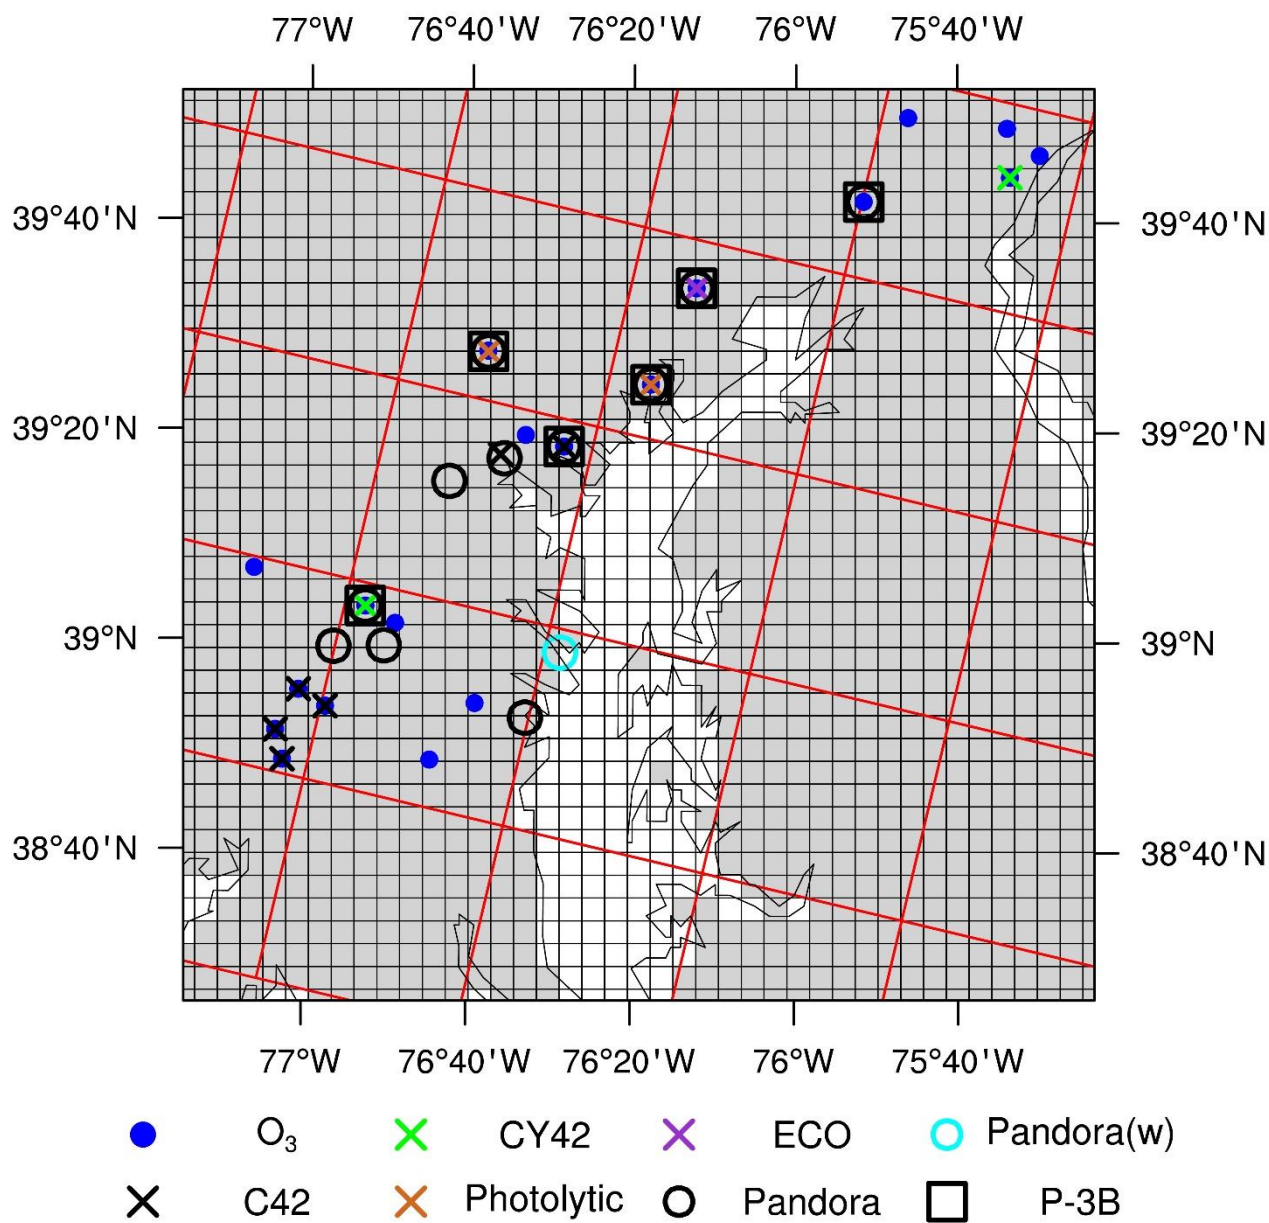 77°W 76°40'W 76°20'W 76°W 75°40'W
39°40'N 39°40'N
39°20'N 39°20'N
39°N 39°N
38°40'N 38°40'N
77°W 76°40'W 76°20'W 76°W 75°40'W
O₃ CY42 ECO Pandora(w)
C42 Photolytic Pandora P-3B